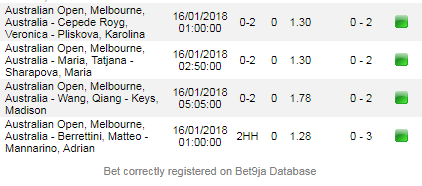 Australian Open, Melbourne,
Australia - Cepede Royg,
Veronica - Pliskova, Karolina
16/01/2018
01:00:00
0-2 0 1.30 0 - 2
Australian Open, Melbourne,
Australia - Maria, Tatjana -
Sharapova, Maria
16/01/2018
02:50:00
0-2 0 1.30 0 - 2
Australian Open, Melbourne,
Australia - Wang, Qiang - Keys,
Madison
16/01/2018
05:05:00
0-2 0 1.78 0 - 2
Australian Open, Melbourne,
Australia - Berrettini, Matteo -
Mannarino, Adrian
16/01/2018
01:00:00
2HH 0 1.28 0 - 3
Bet correctly registered on Bet9ja Database